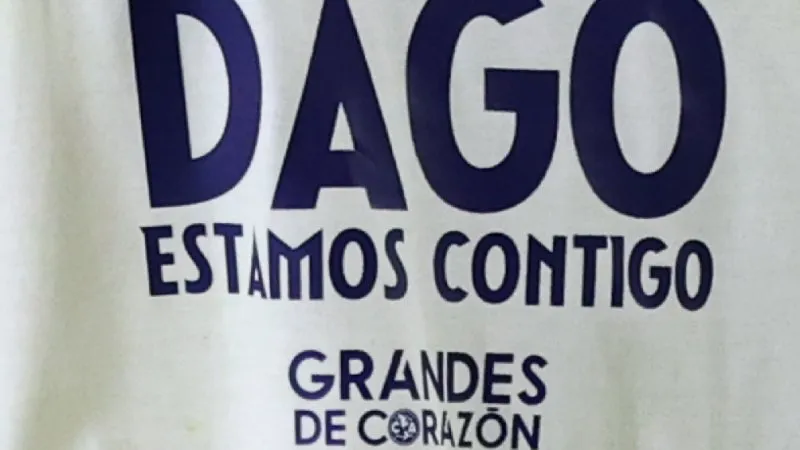 DAGO
ESTAMOS CONTIGO
GRANDES
DE CORAZÓN